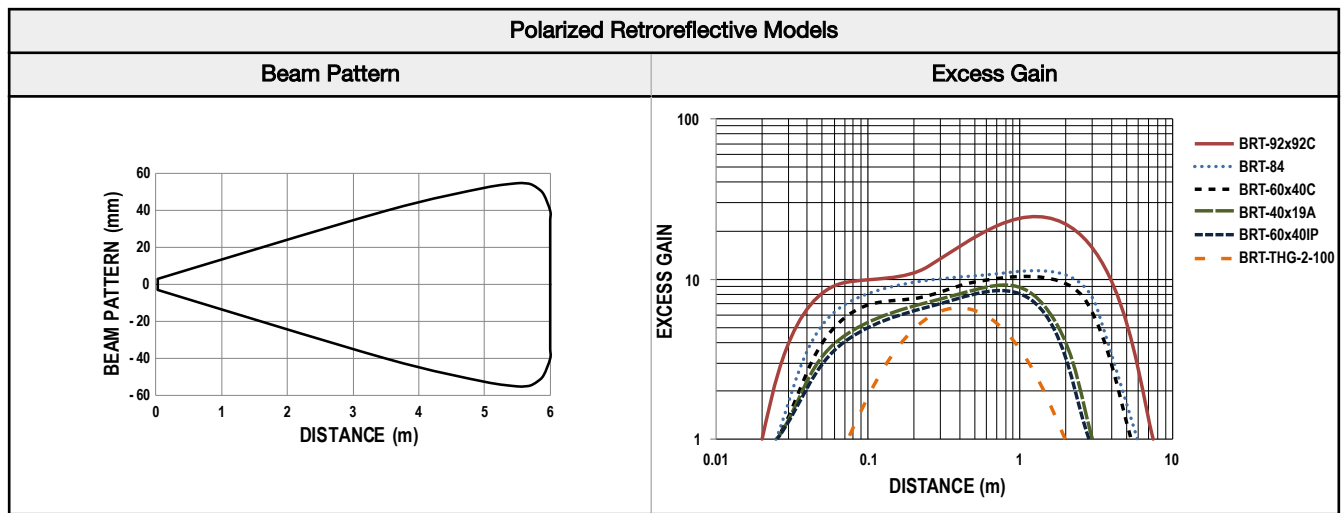 Polarized Retroreflective Models
Beam Pattern
Excess Gain
BEAM PATTERN (mm)
60
40
20
0
- 20
- 40
- 60
0 1 2 3 4 5 6
DISTANCE (m)
EXCESS GAIN
100
10
1
0.01 0.1 1 10
DISTANCE (m)
BRT-92x92C
BRT-84
BRT-60x40C
BRT-40x19A
BRT-60x40IP
BRT-THG-2-100